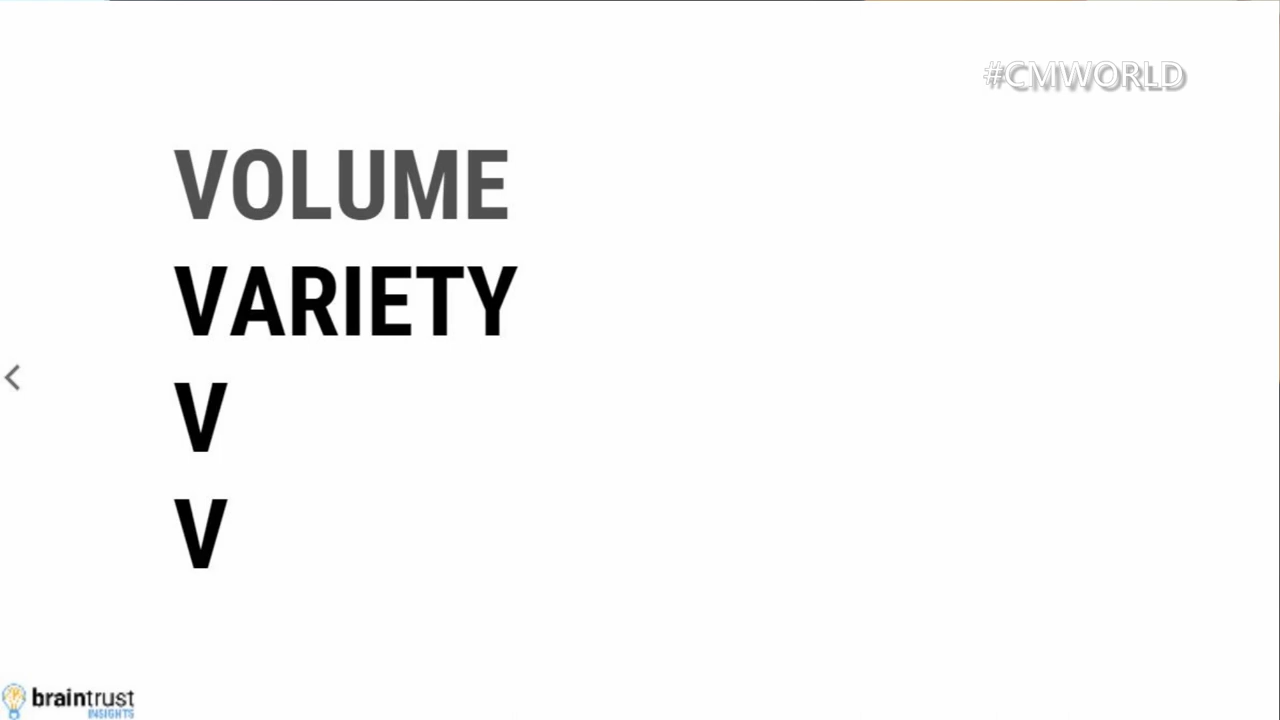 #CMWORLD
VOLUME
VARIETY
V
V
braintrust
INSIGHTS